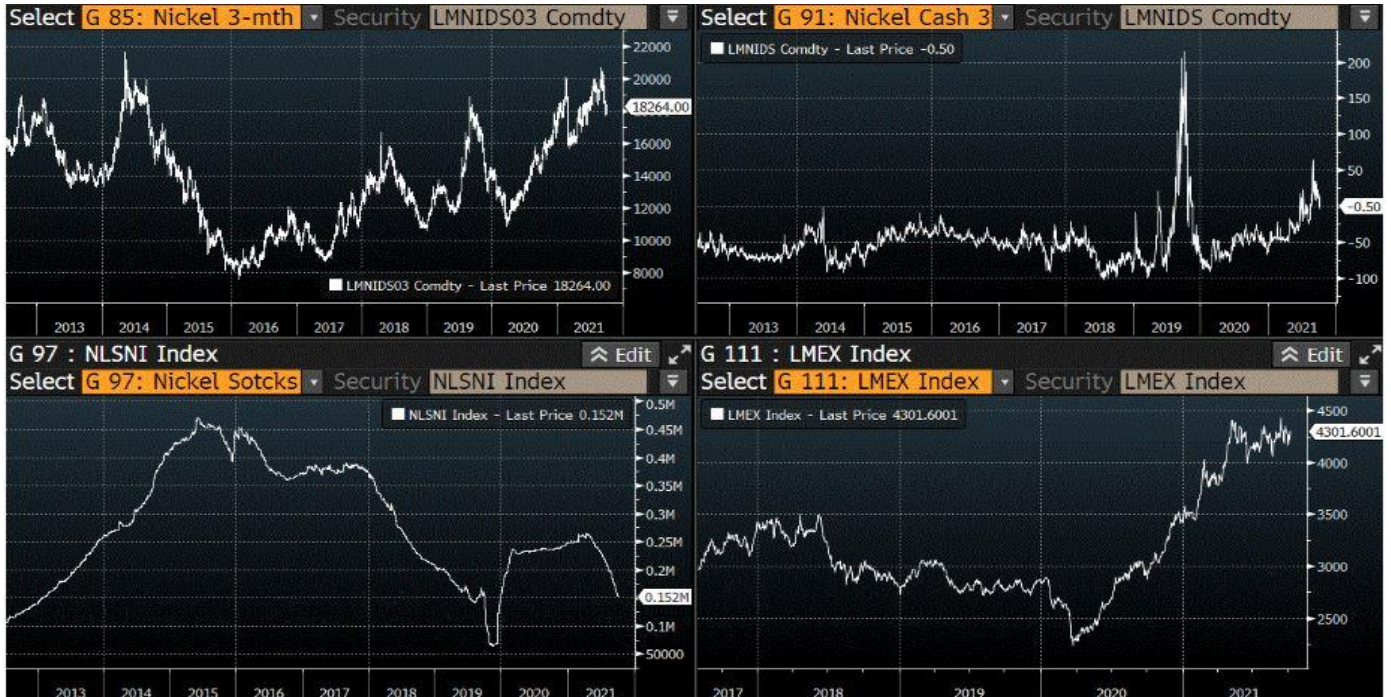 Select G 85: Nickel 3-mth Security LMNIDS03 Comdty
22000
20000
18264.00
16000
14000
12000
10000
8000
LMNIDS03 Comdty - Last Price 18264.00
2013 2014 2015 2016 2017 2018 2019 2020 2021
Select G 91: Nickel Cash 3 Security LMNIDS Comdty
LMNIDS Comdty - Last Price -0.50
200
150
100
50
-0.50
-50
-100
2013 2014 2015 2016 2017 2018 2019 2020 2021
G 97 : NLSNI Index Edit
Select G 97: Nickel Sotcks Security NLSNI Index
NLSNI Index - Last Price 0.152M
0.5M
0.45M
0.4M
0.35M
0.3M
0.25M
0.2M
0.152M
0.1M
50000
2013 2014 2015 2016 2017 2018 2019 2020 2021
G 111 : LMEX Index Edit
Select G 111: LMEX Index Security LMEX Index
LMEX Index - Last Price 4301.6001
4500
4301.6001
4000
3500
3000
2500
2017 2018 2019 2020 2021